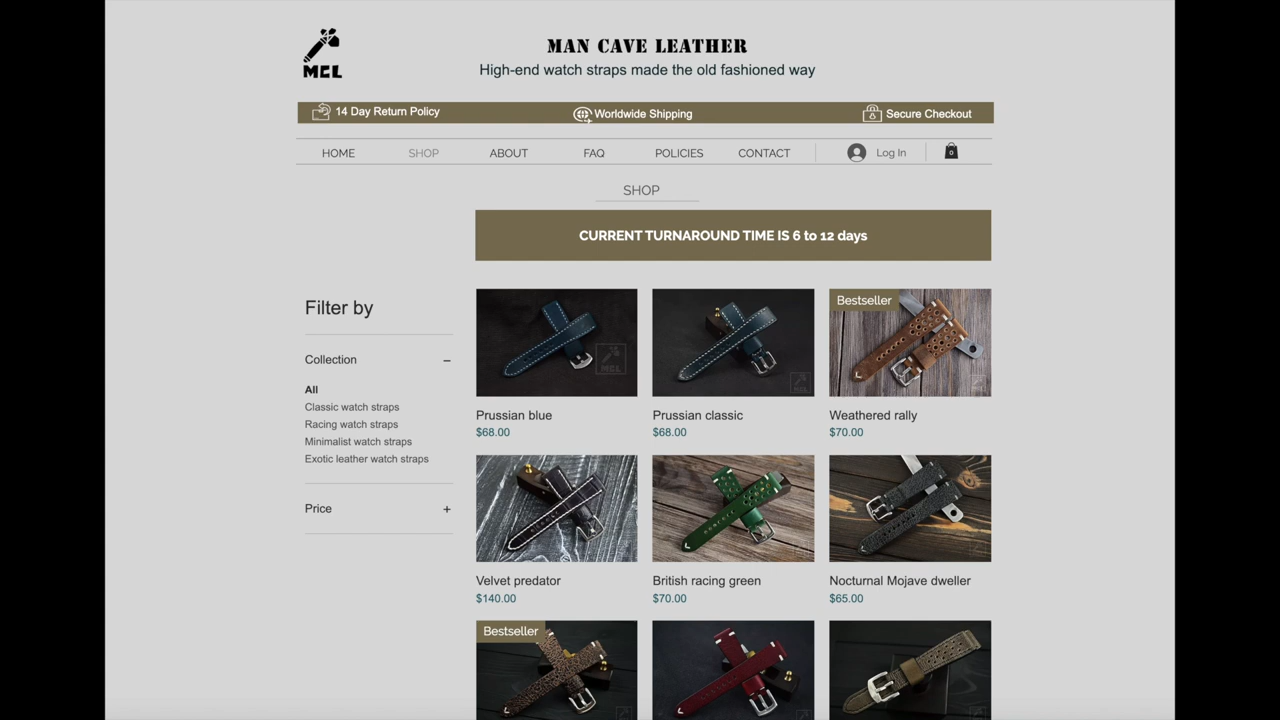 MCL
MAN CAVE LEATHER
High-end watch straps made the old fashioned way
14 Day Return Policy
Worldwide Shipping
Secure Checkout
HOME
SHOP
ABOUT
FAQ
POLICIES
CONTACT
Log In
0
SHOP
CURRENT TURNAROUND TIME IS 6 to 12 days
Filter by
Collection
All
Classic watch straps
Racing watch straps
Minimalist watch straps
Exotic leather watch straps
Price
MCL
Prussian blue
$68.00
Prussian classic
$68.00
Bestseller
Weathered rally
$70.00
Velvet predator
$140.00
British racing green
$70.00
Nocturnal Mojave dweller
$65.00
Bestseller